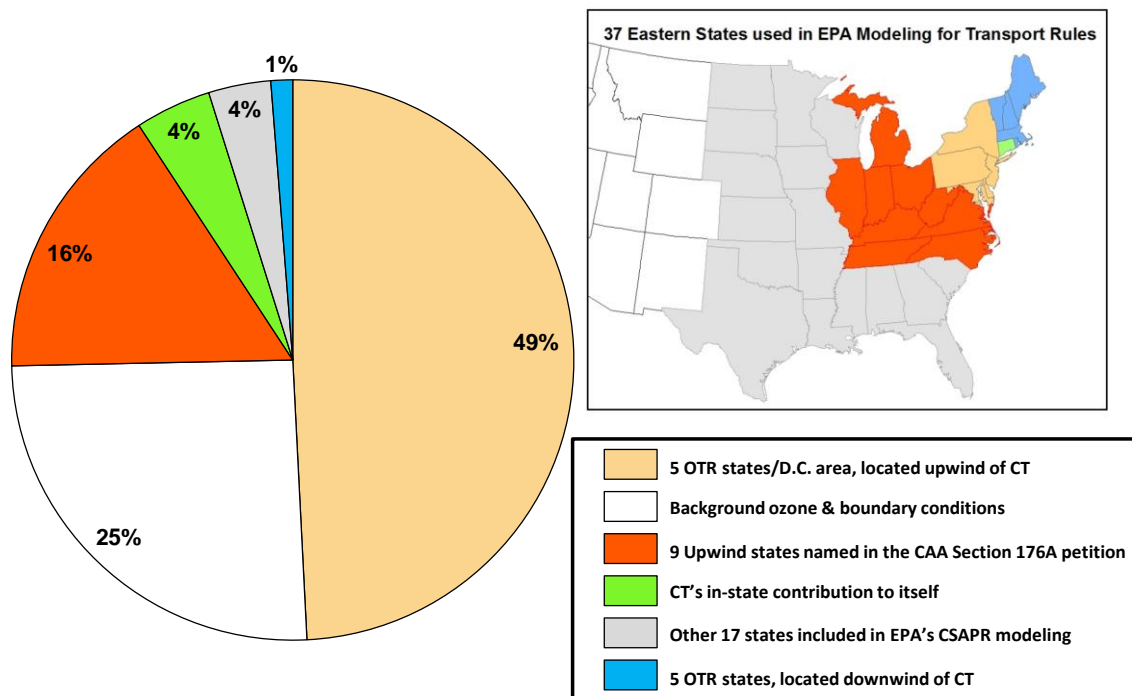 37 Eastern States used in EPA Modeling for Transport Rules
1%
4%
4%
16%
49%
25%
5 OTR states/D.C. area, located upwind of CT
Background ozone & boundary conditions
9 Upwind states named in the CAA Section 176A petition
CT’s in-state contribution to itself
Other 17 states included in EPA’s CSAPR modeling
5 OTR states, located downwind of CT